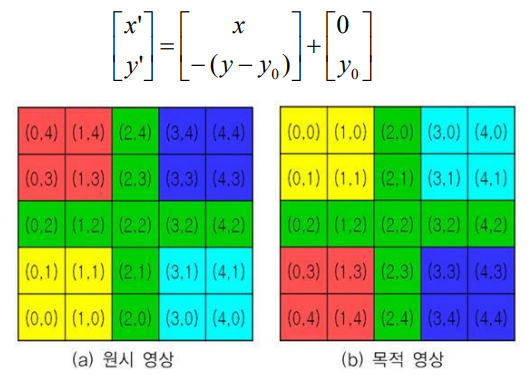 [x' y'] = [x -(y-y₀)] + [0 y₀]
(0,4) (1,4) (2,4) (3,4) (4,4) (0,0) (1,0) (2,0) (3,0) (4,0)
(0,3) (1,3) (2,3) (3,3) (4,3) (0,1) (1,1) (2,1) (3,1) (4,1)
(0,2) (1,2) (2,2) (3,2) (4,2) (0,2) (1,2) (2,2) (3,2) (4,2)
(0,1) (1,1) (2,1) (3,1) (4,1) (0,3) (1,3) (2,3) (3,3) (4,3)
(0,0) (1,0) (2,0) (3,0) (4,0) (0,4) (1,4) (2,4) (3,4) (4,4)
(a) 원시 영상 (b) 목적 영상